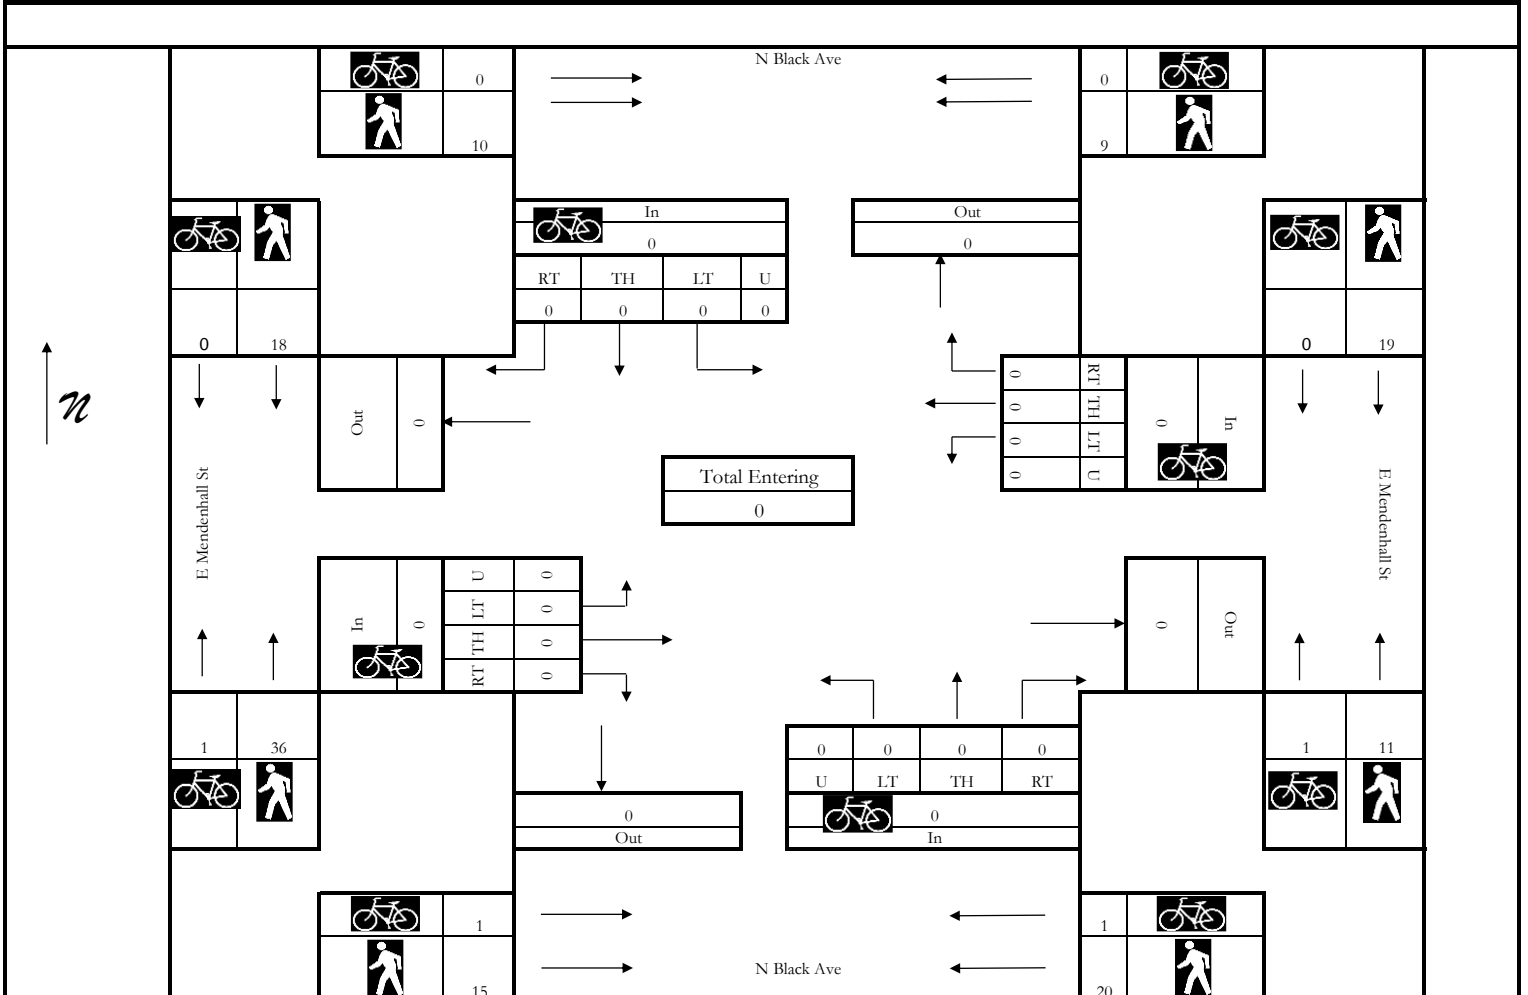 N Black Ave
0
0
10
9
In
Out
0
0
RT TH LT U
0 0 0 0
0 18
0 19
N
Out 0
0 RT
0 TH
0 LT
0 U
0 In
Total Entering
0
E Mendenhall St
E Mendenhall St
In 0
U 0
LT 0
TH 0
RT 0
0 Out
1 36
1 11
0 0 0 0
U LT TH RT
0
Out
0
In
1
1
N Black Ave
15
20